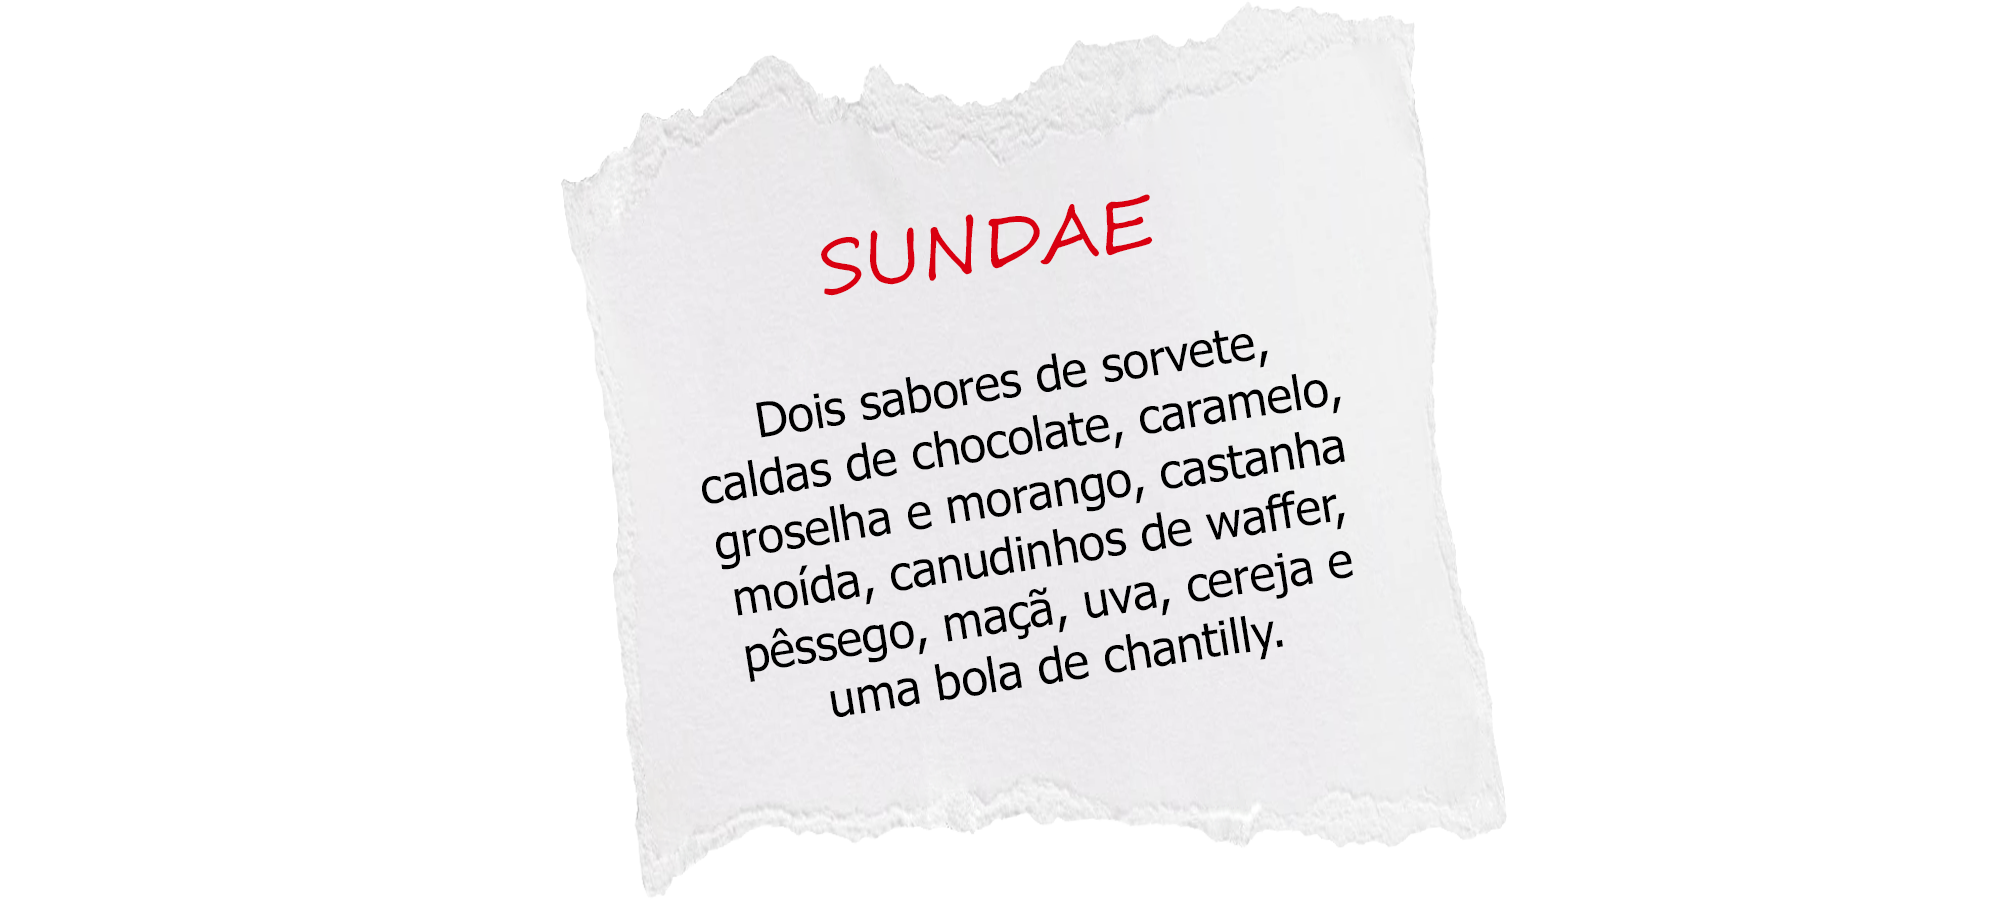 SUNDAE
Dois sabores de sorvete,
caldas de chocolate, caramelo,
groselha e morango, castanha
moída, canudinhos de waffer,
pêssego, maçã, uva, cereja e
uma bola de chantilly.